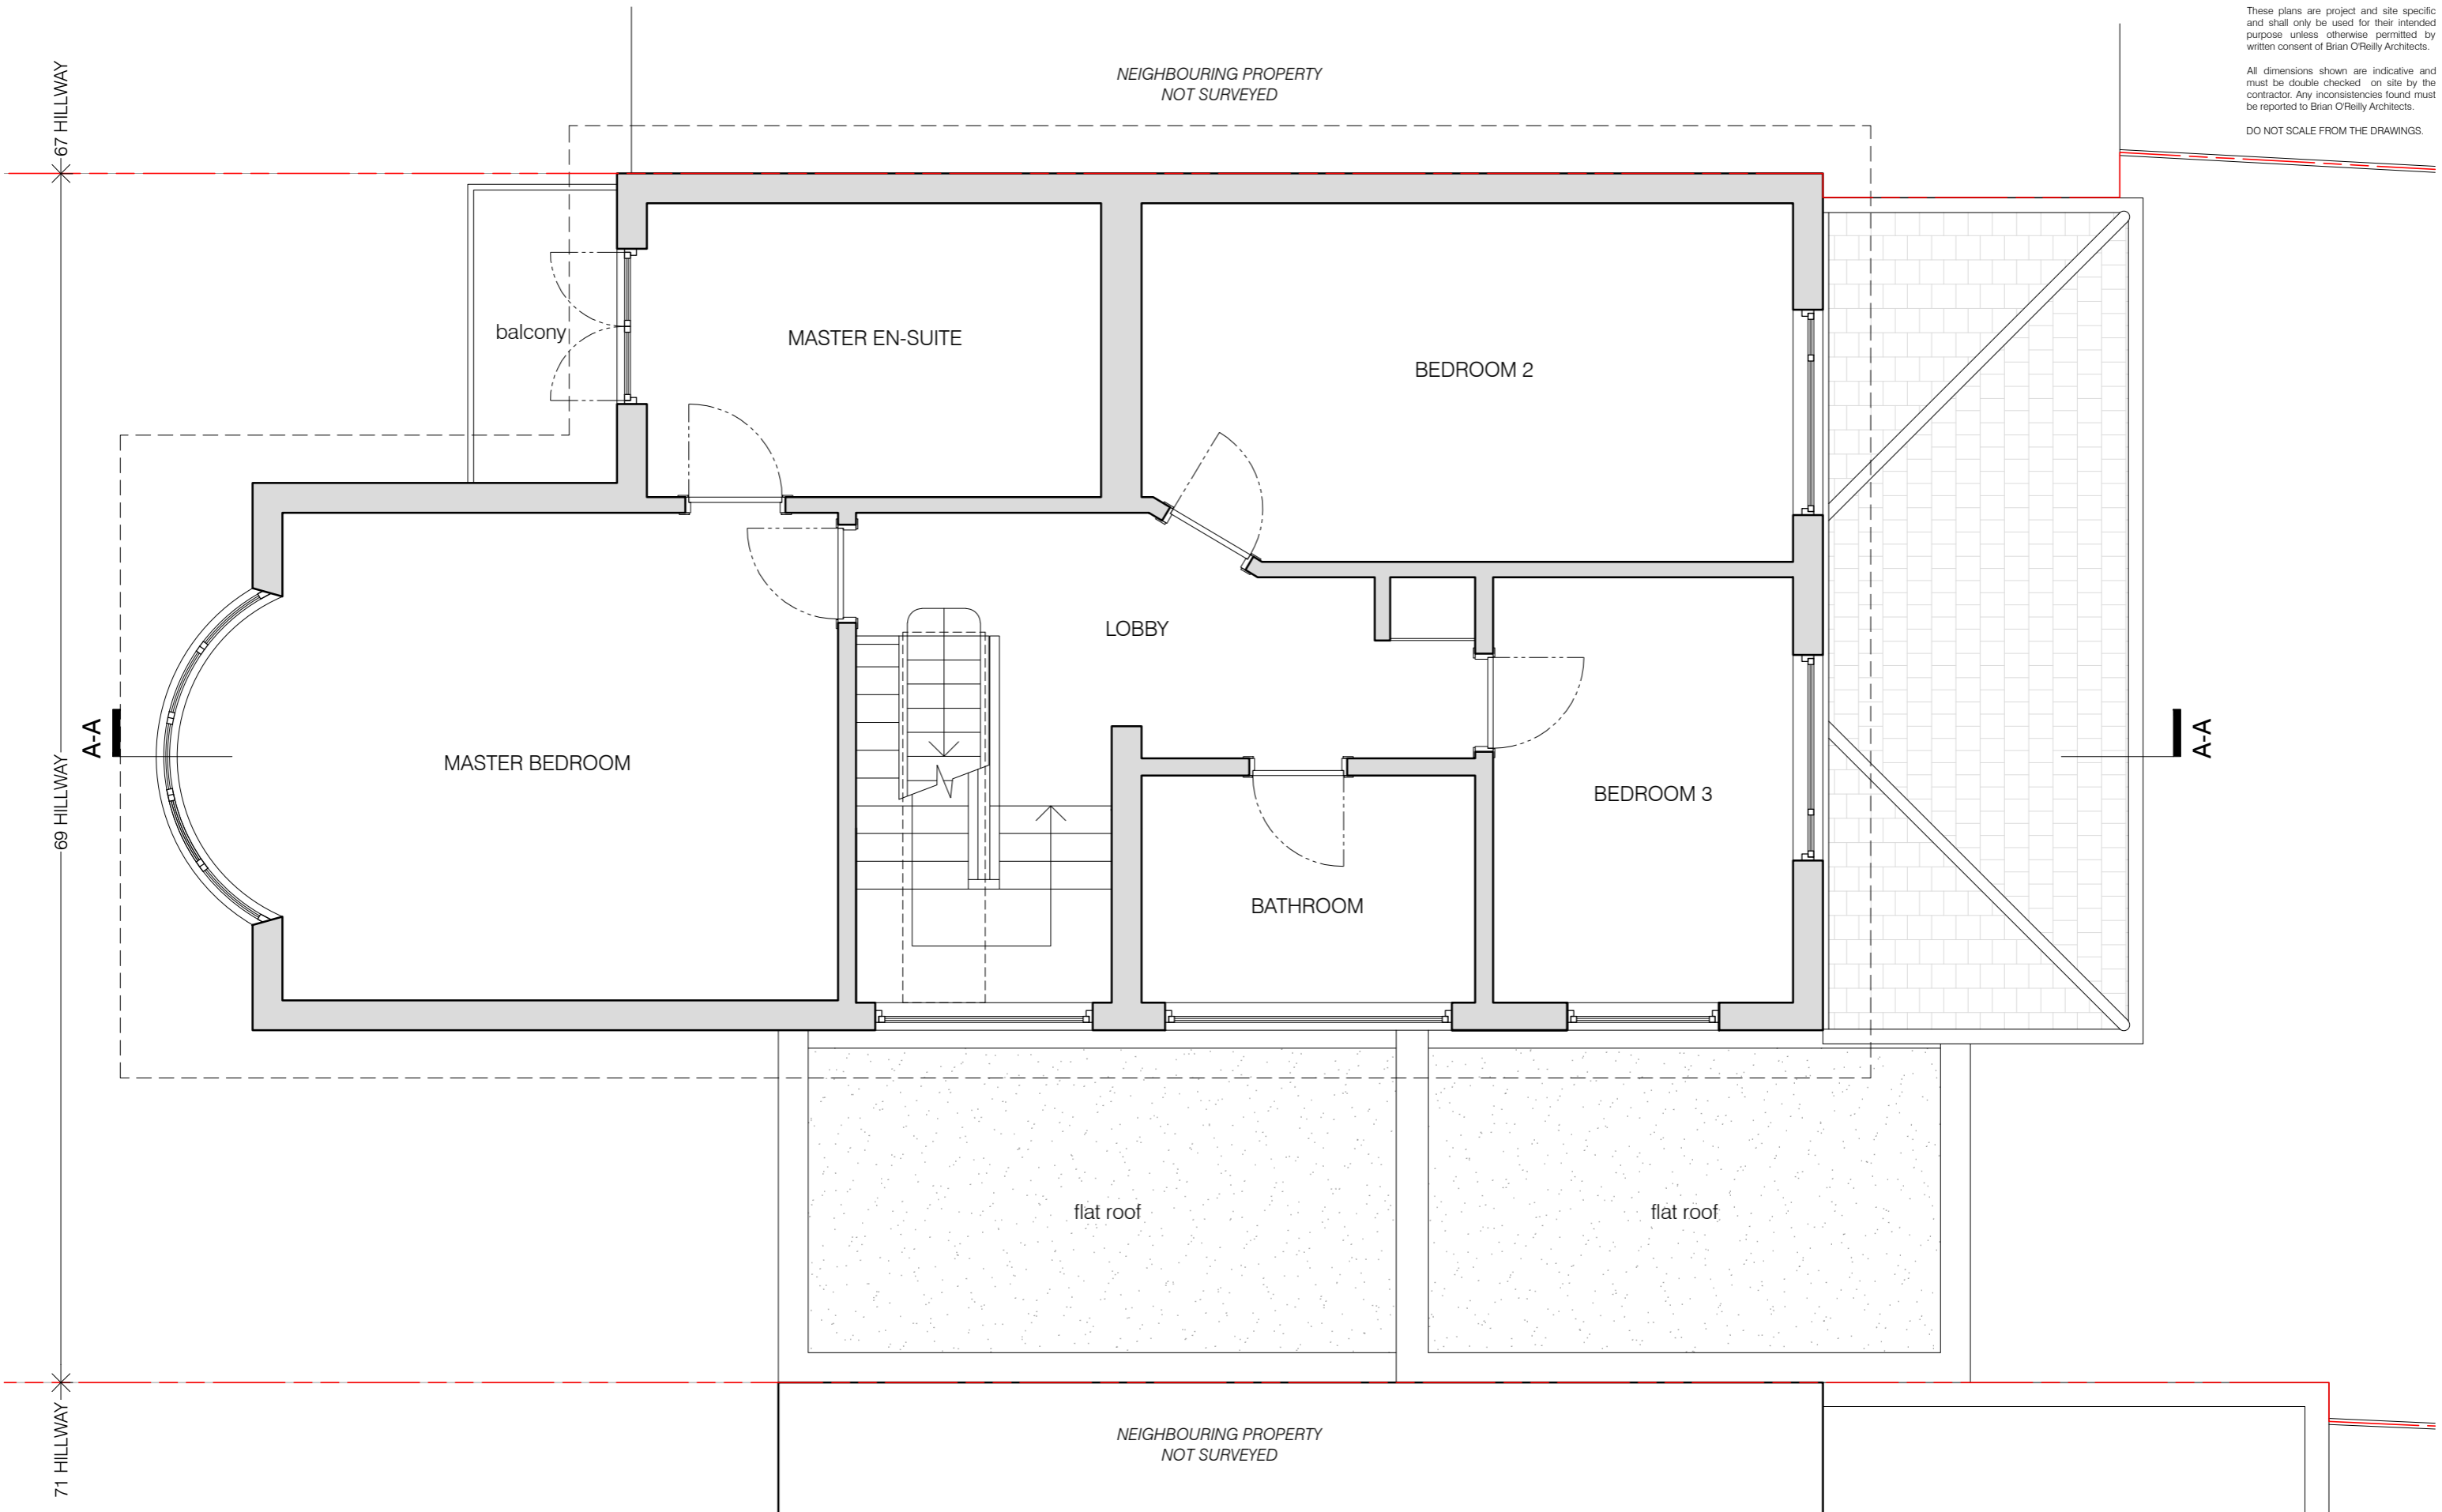 These plans are project and site specific
and shall only be used for their intended
purpose unless otherwise permitted by
written consent of Brian O'Reilly Architects.
All dimensions shown are indicative and
must be double checked on site by the
contractor. Any inconsistencies found must
be reported to Brian O'Reilly Architects.
DO NOT SCALE FROM THE DRAWINGS.
NEIGHBOURING PROPERTY
NOT SURVEYED
67 HILLWAY
balcony
MASTER EN-SUITE
BEDROOM 2
LOBBY
A-A
A-A
69 HILLWAY
MASTER BEDROOM
BEDROOM 3
BATHROOM
flat roof
flat roof
NEIGHBOURING PROPERTY
NOT SURVEYED
71 HILLWAY